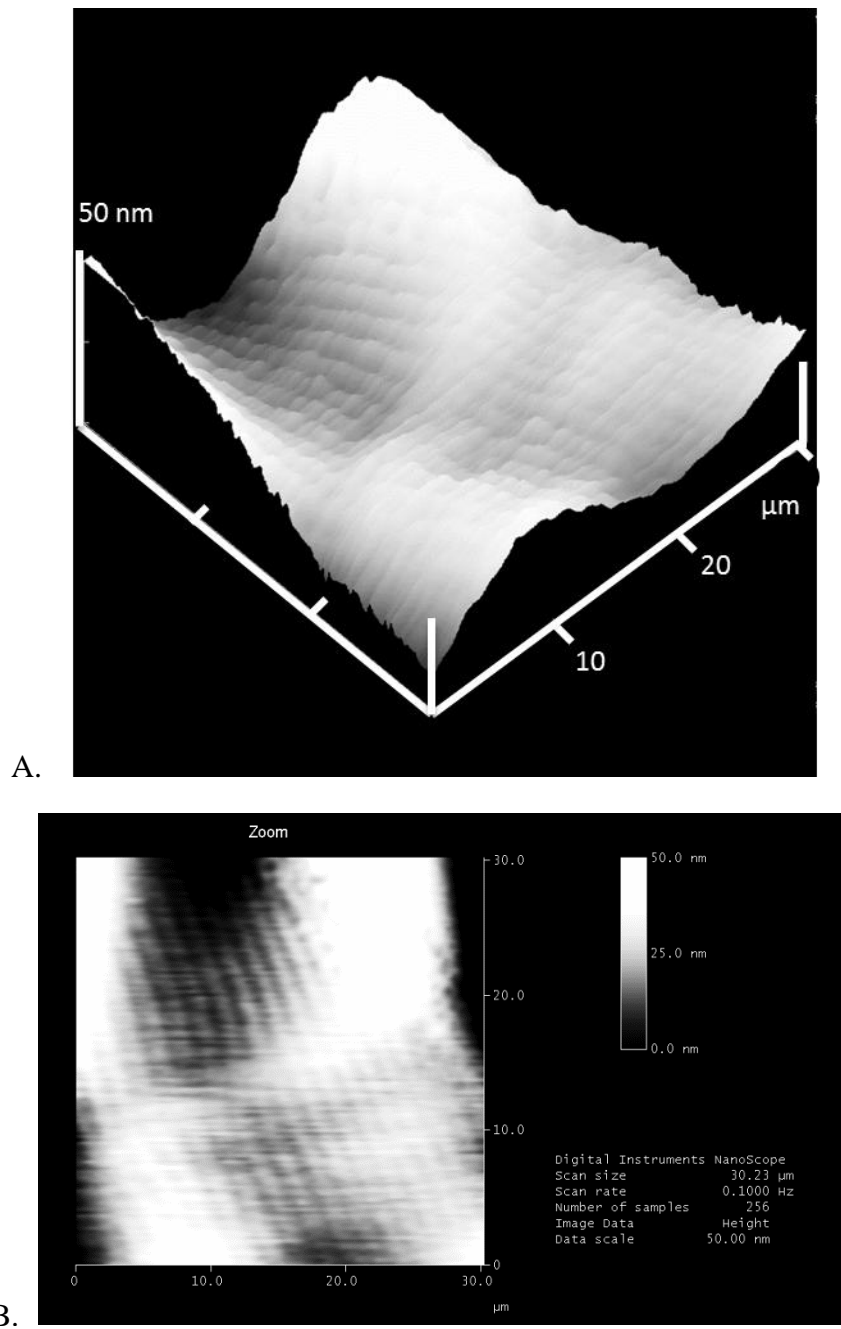 50 nm
µm
20
10
A.
Zoom
30.0
50.0 nm
25.0 nm
20.0
0.0 nm
10.0
Digital Instruments NanoScope
Scan size 30.23 µm
Scan rate 0.1000 Hz
Number of samples 256
Image Data Height
Data scale 50.00 nm
0
0 10.0 20.0 30.0
µm
B.